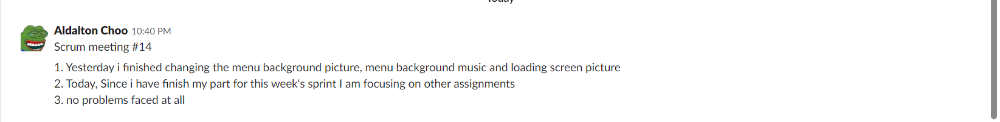 Today
Aldalton Choo 10:40 PM
Scrum meeting #14
1. Yesterday i finished changing the menu background picture, menu background music and loading screen picture
2. Today, Since i have finish my part for this week's sprint I am focusing on other assignments
3. no problems faced at all